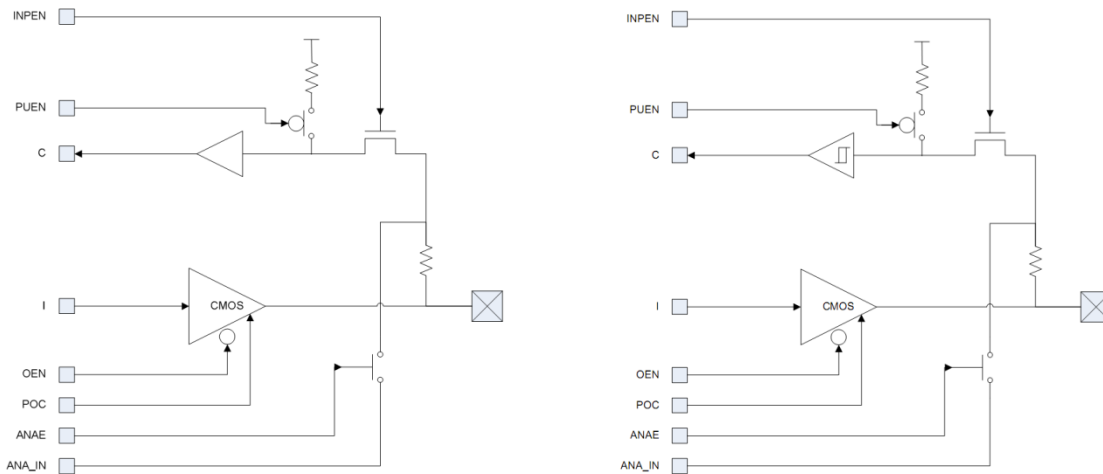 INPEN
PUEN
C
I
CMOS
OEN
POC
ANAE
ANA_IN
INPEN
PUEN
C
I
CMOS
OEN
POC
ANAE
ANA_IN